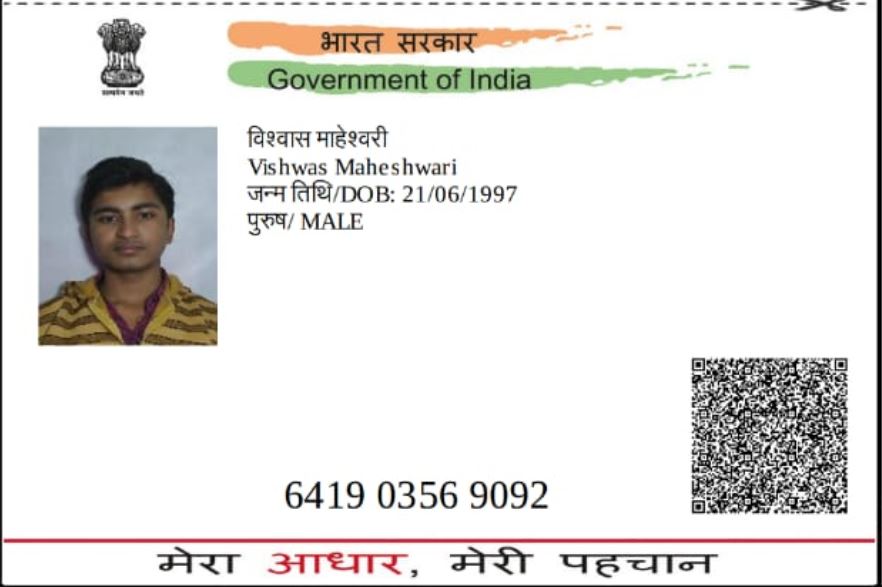 भारत सरकार
Government of India
सत्यमेव जयते
विश्वास माहेश्वरी
Vishwas Maheshwari
जन्म तिथि/DOB: 21/06/1997
पुरुष/ MALE
6419 0356 9092
मेरा आधार, मेरी पहचान